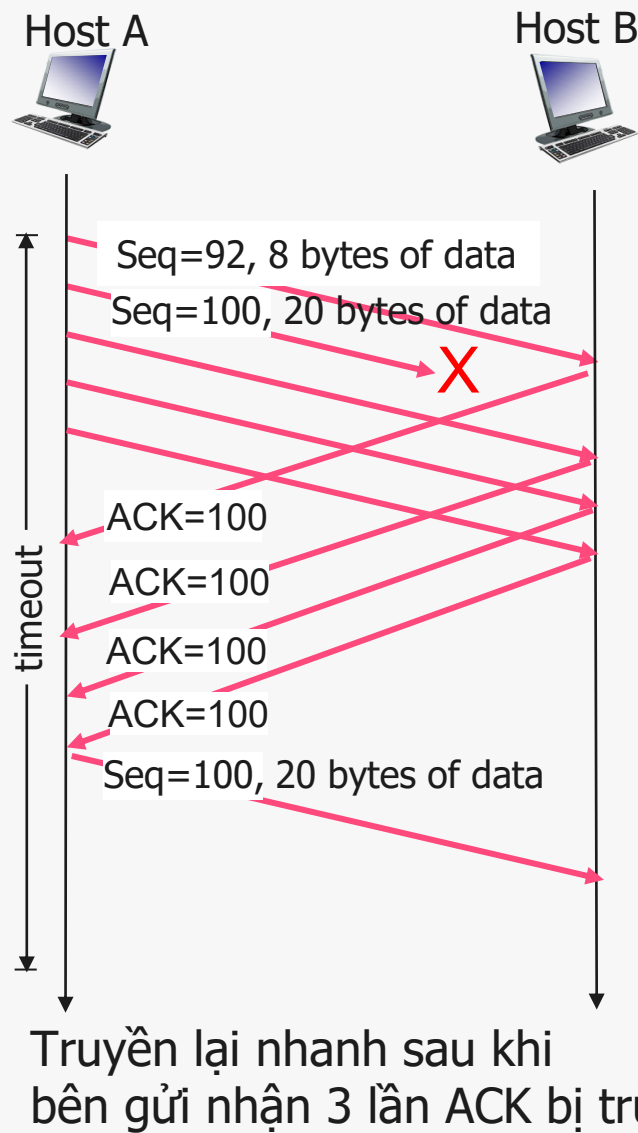 Host A
Host B
Seq=92, 8 bytes of data
Seq=100, 20 bytes of data
X
ACK=100
ACK=100
ACK=100
ACK=100
timeout
Seq=100, 20 bytes of data
Truyền lại nhanh sau khi
bên gửi nhận 3 lần ACK bị